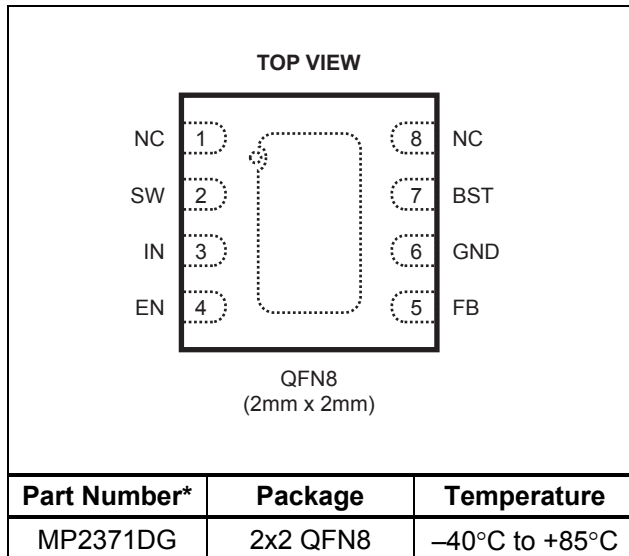 TOP VIEW
NC 1 8 NC
SW 2 7 BST
IN 3 6 GND
EN 4 5 FB
QFN8
(2mm x 2mm)
Part Number* Package Temperature
MP2371DG 2x2 QFN8 –40°C to +85°C